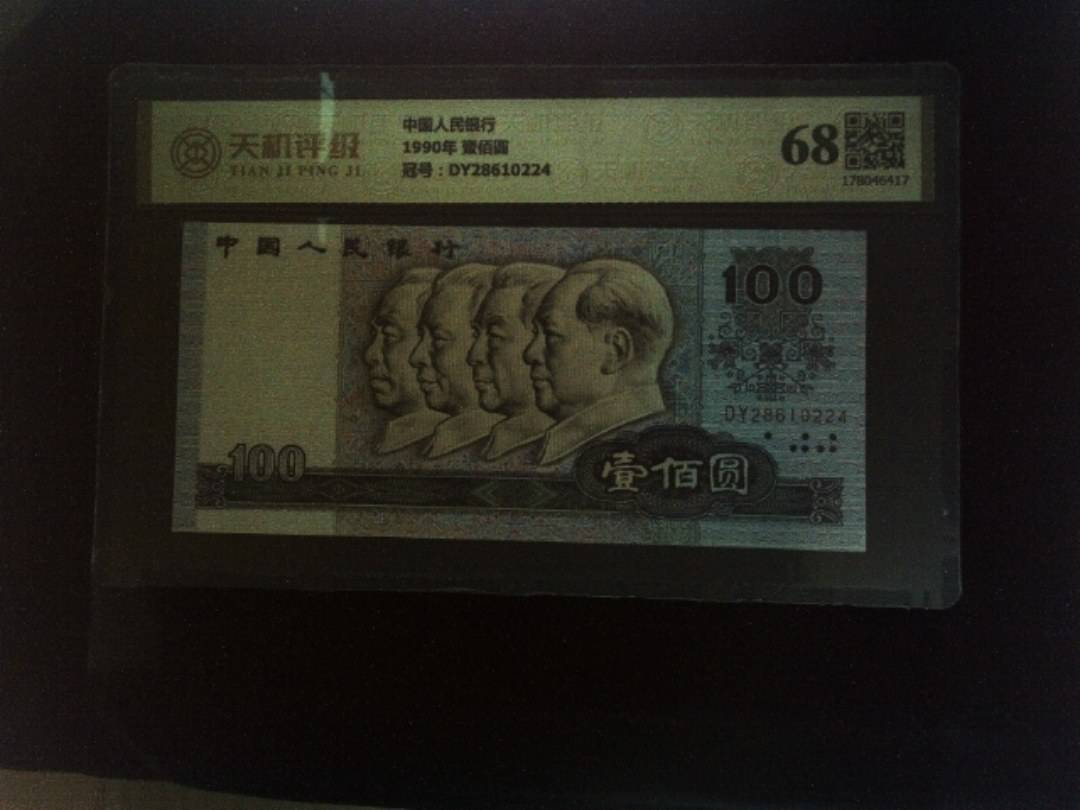 天机评级
TIAN JI PING JI
中国人民银行
1990年 壹佰圆
冠号：DY28610224
68
178046417
中国人民银行
100
DY28610224
100
壹佰圆